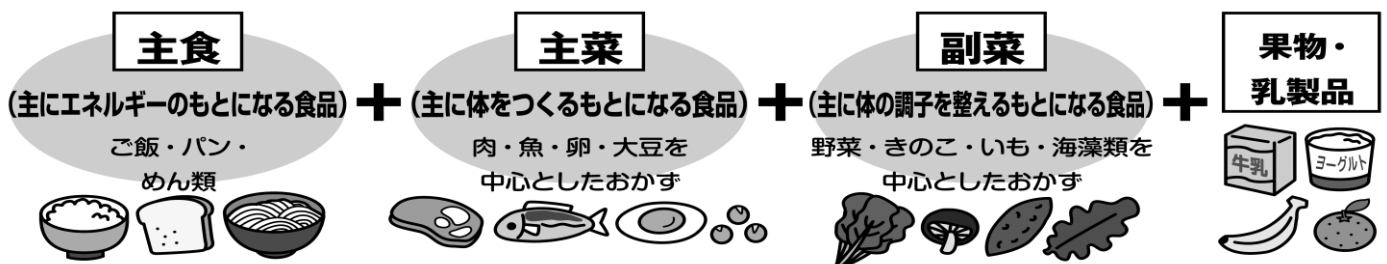 主食
(主にエネルギーのもとになる食品)
ご飯・パン・
めん類
+
主菜
(主に体をつくるもとになる食品)
肉・魚・卵・大豆を
中心としたおかず
+
副菜
(主に体の調子を整えるもとになる食品)
野菜・きのこ・いも・海藻類を
中心としたおかず
+
果物・
乳製品
牛乳
ヨーグルト